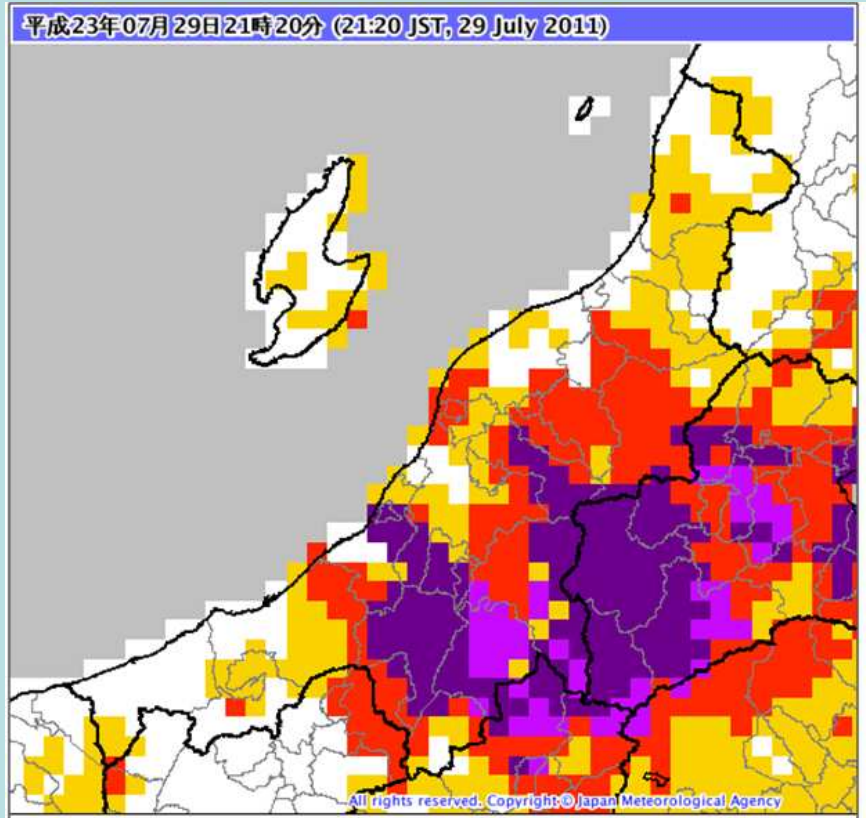 平成23年07月29日21時20分 (21:20 JST, 29 July 2011)
All rights reserved. Copyright © Japan Meteorological Agency